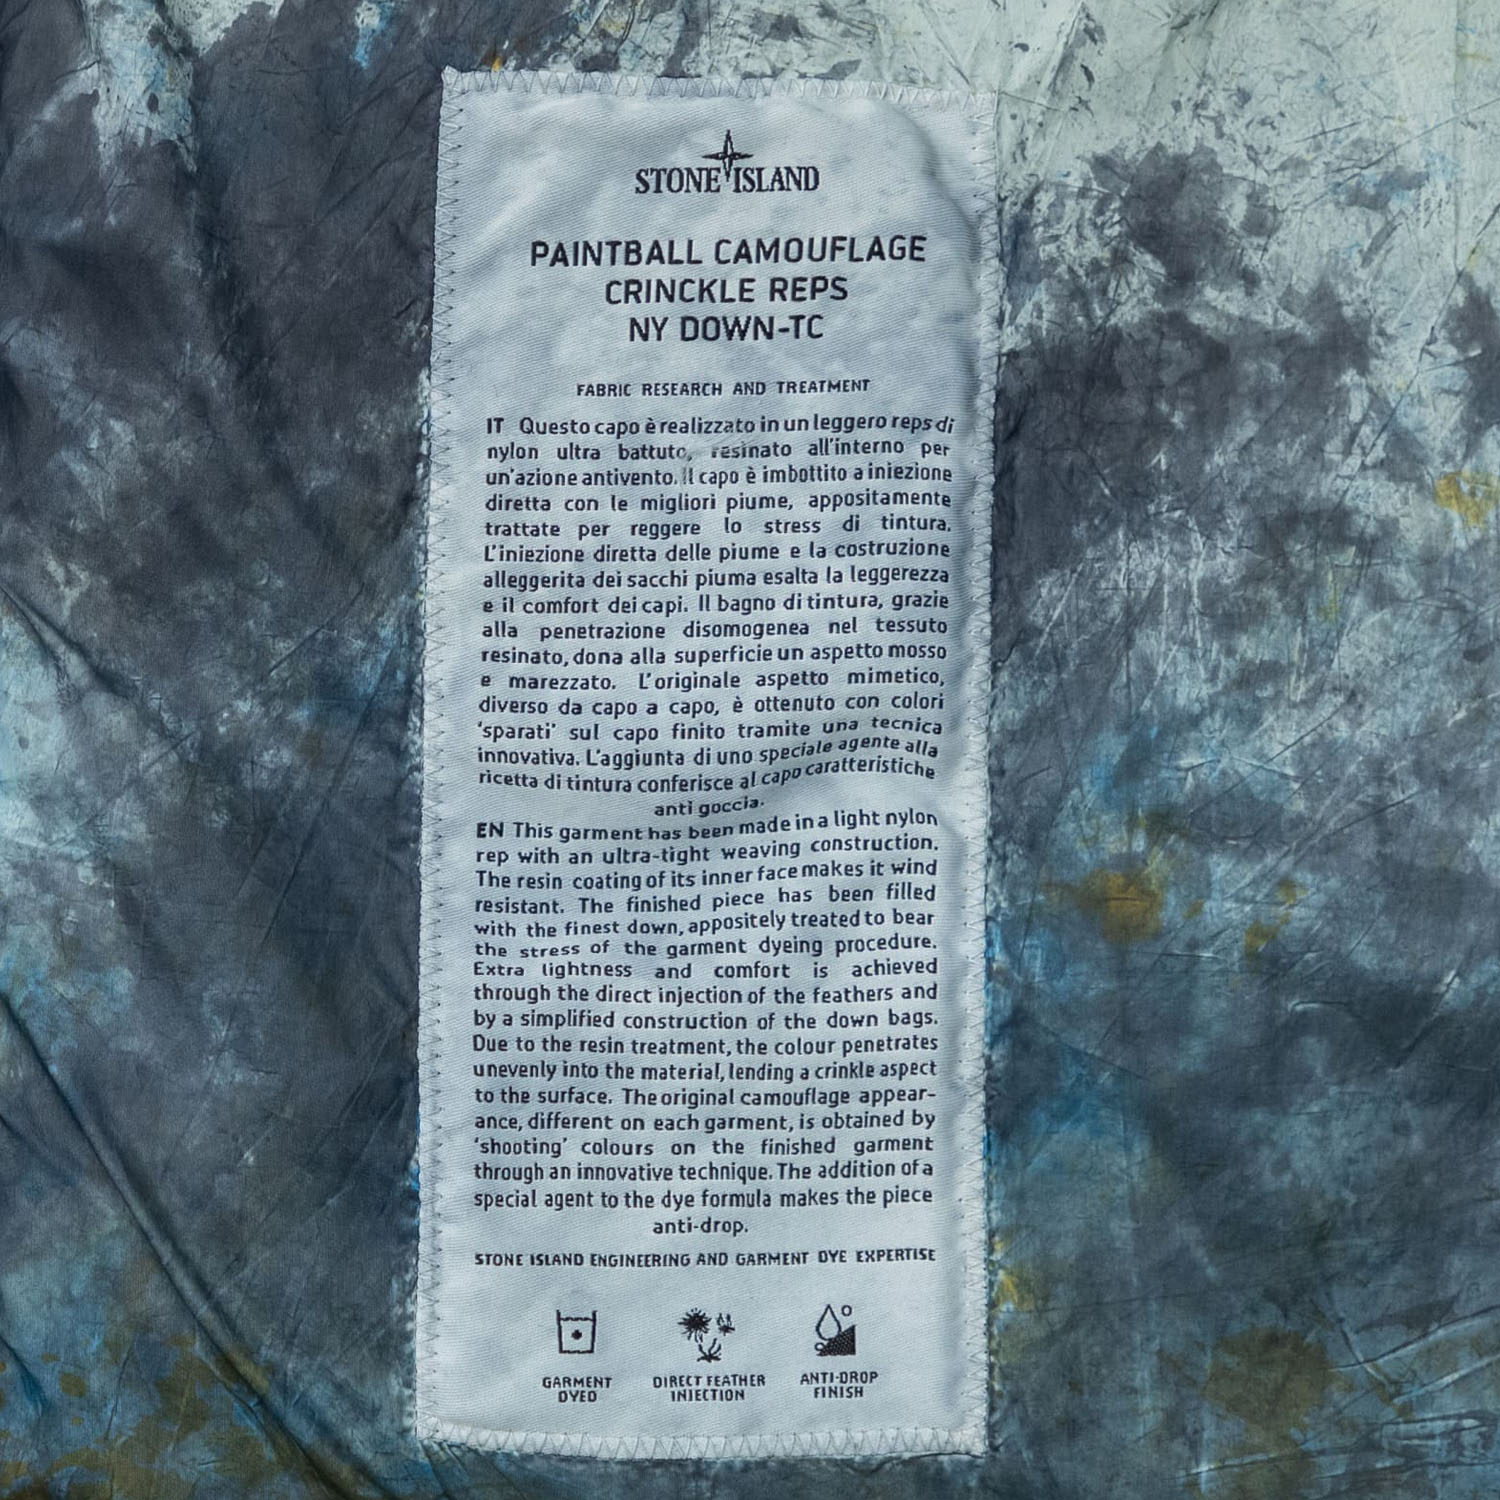 STONE ISLAND
PAINTBALL CAMOUFLAGE
CRINCKLE REPS
NY DOWN-TC
FABRIC RESEARCH AND TREATMENT
IT Questo capo è realizzato in un leggero reps di
nylon ultra battuto, resinato all'interno per
un'azione antivento. Il capo è imbottito a iniezione
diretta con le migliori piume, appositamente
trattate per reggere lo stress di tintura.
L'iniezione diretta delle piume e la costruzione
alleggerita dei sacchi piuma esalta la leggerezza
e il comfort dei capi. Il bagno di tintura, grazie
alla penetrazione disomogenea nel tessuto
resinato, dona alla superficie un aspetto mosso
e marezzato. L'originale aspetto mimetico,
diverso da capo a capo, è ottenuto con colori
'sparati' sul capo finito tramite una tecnica
innovativa. L'aggiunta di uno speciale agente alla
ricetta di tintura conferisce al capo caratteristiche
anti goccia.
EN This garment has been made in a light nylon
rep with an ultra-tight weaving construction.
The resin coating of its inner face makes it wind
resistant. The finished piece has been filled
with the finest down, appositely treated to bear
the stress of the garment dyeing procedure.
Extra lightness and comfort is achieved
through the direct injection of the feathers and
by a simplified construction of the down bags.
Due to the resin treatment, the colour penetrates
unevenly into the material, lending a crinkle aspect
to the surface. The original camouflage appear-
ance, different on each garment, is obtained by
'shooting' colours on the finished garment
through an innovative technique. The addition of a
special agent to the dye formula makes the piece
anti-drop.
STONE ISLAND ENGINEERING AND GARMENT DYE EXPERTISE
GARMENT
DYED
DIRECT FEATHER
INJECTION
ANTI-DROP
FINISH